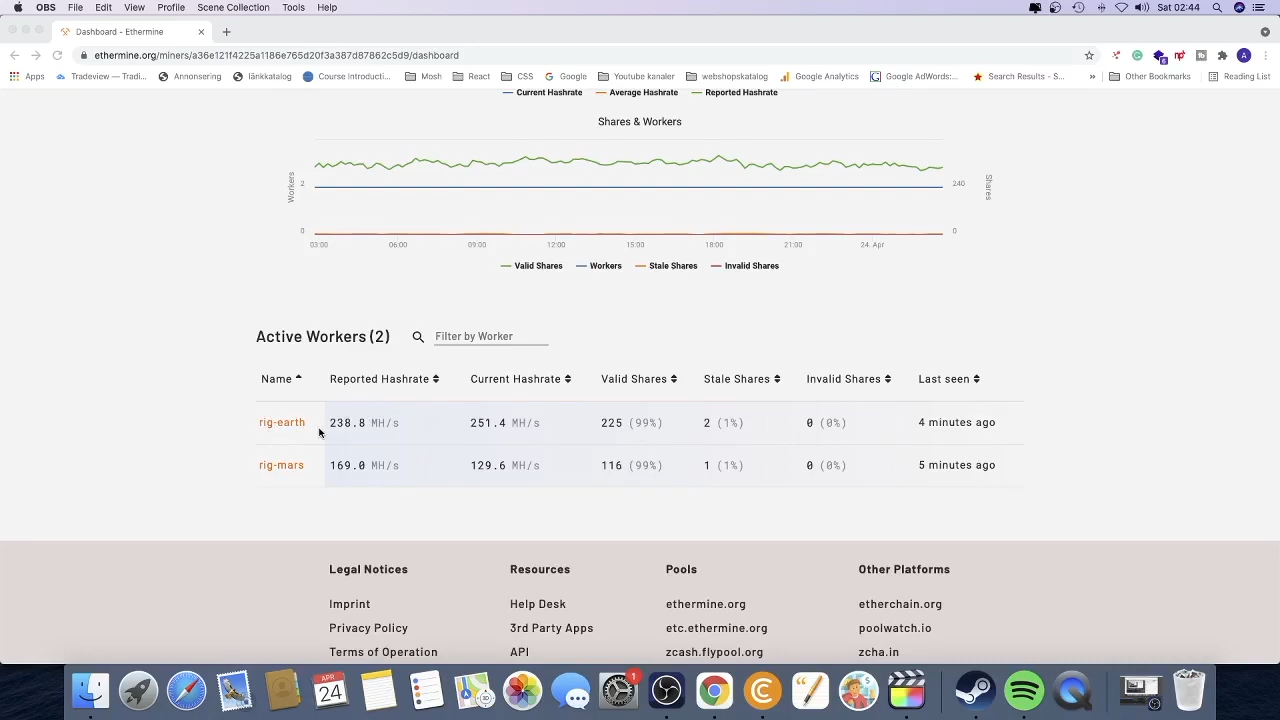 OBS File Edit View Profile Scene Collection Tools Help Sat 02:44
Dashboard - Ethermine
ethermine.org/miners/a36e121f4225a1186e765d20f3a387d87862c5d9/dashboard
Apps Tradeview – Tradi... Annonsering länkkatalog Course Introducti... Mosh React CSS Google Youtube kanaler webshopskatalog Google Analytics Google AdWords:... Search Results - S... » Other Bookmarks Reading List
Current Hashrate Average Hashrate Reported Hashrate
Shares & Workers
Workers
2
0
240
0
Shares
03:00 06:00 09:00 12:00 15:00 18:00 21:00 24. Apr
Valid Shares Workers Stale Shares Invalid Shares
Active Workers (2) Filter by Worker
Name Reported Hashrate Current Hashrate Valid Shares Stale Shares Invalid Shares Last seen
rig-earth 238.8 MH/s 251.4 MH/s 225 (99%) 2 (1%) 0 (0%) 4 minutes ago
rig-mars 169.0 MH/s 129.6 MH/s 116 (99%) 1 (1%) 0 (0%) 5 minutes ago
Legal Notices Resources Pools Other Platforms
Imprint Help Desk ethermine.org etherchain.org
Privacy Policy 3rd Party Apps etc.ethermine.org poolwatch.io
Terms of Operation API zcash.flypool.org zcha.in
APR
24
1